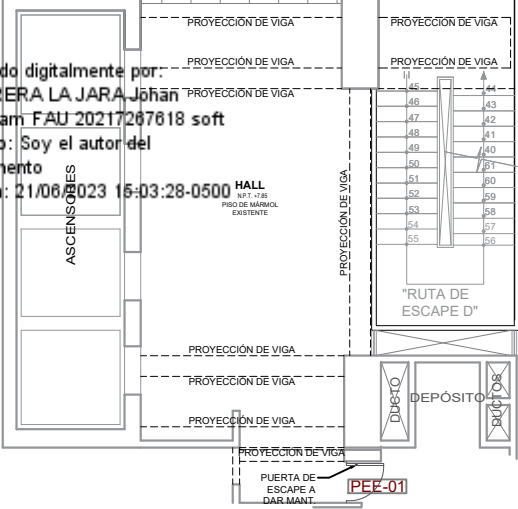 PROYECCIÓN DE VIGA
PROYECCIÓN DE VIGA
PROYECCIÓN DE VIGA
PROYECCIÓN DE VIGA
do digitalmente por:
PROYECCIÓN DE VIGA
ERA LA JARA Johan
am FAU 20217267618 soft
o: Soy el autor del
mento
: 21/06/2023 15:03:28-0500
ASCENSORES
HALL
N.P.T. +7.85
PISO DE MÁRMOL
EXISTENTE
PROYECCIÓN DE VIGA
45
46
47
48
49
50
51
52
53
54
55
44
43
42
41
40
61
60
59
58
57
56
"RUTA DE
ESCAPE D"
PROYECCIÓN DE VIGA
PROYECCIÓN DE VIGA
PROYECCIÓN DE VIGA
PROYECCIÓN DE VIGA
DUCTO
DEPÓSITO
DUCTOS
PUERTA DE
ESCAPE A
DAR MANT.
PEE-01